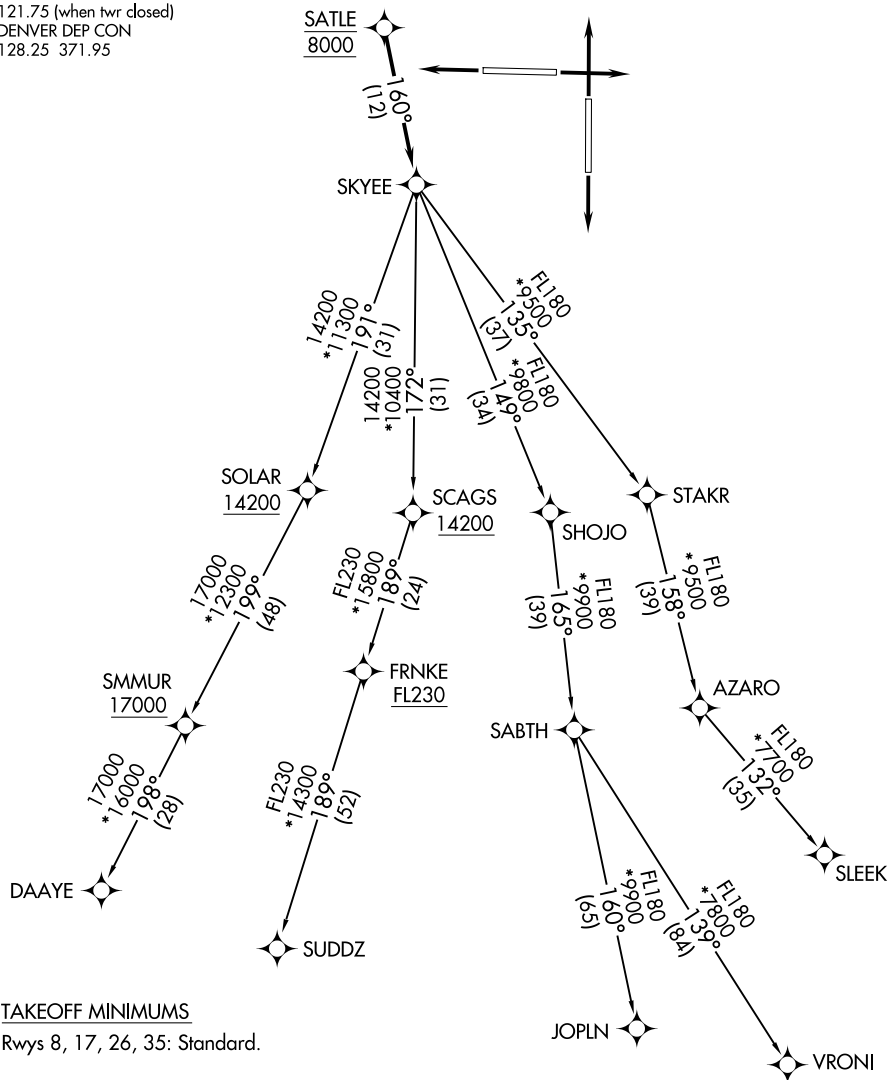 121.75 (when twr closed)
DENVER DEP CON
128.25 371.95
SATLE
8000
160°
(12)
SKYEE
14200
*11300
191°
(31)
14200
*10400
172°
(31)
FL180
*9800
149°
(34)
FL180
*9500
135°
(37)
SOLAR
14200
SCAGS
14200
SHOJO
STAKR
17000
*12300
199°
(48)
FL230
*15800
189°
(24)
FL180
*9900
165°
(39)
FL180
*9500
158°
(39)
SMMUR
17000
FRNKE
FL230
SABTH
AZARO
17000
*16000
198°
(28)
FL230
*14300
189°
(52)
FL180
*9900
160°
(65)
FL180
*7800
139°
(84)
FL180
*7700
132°
(35)
DAAYE
SUDDZ
JOPLN
VRONI
SLEEK
TAKEOFF MINIMUMS
Rwys 8, 17, 26, 35: Standard.